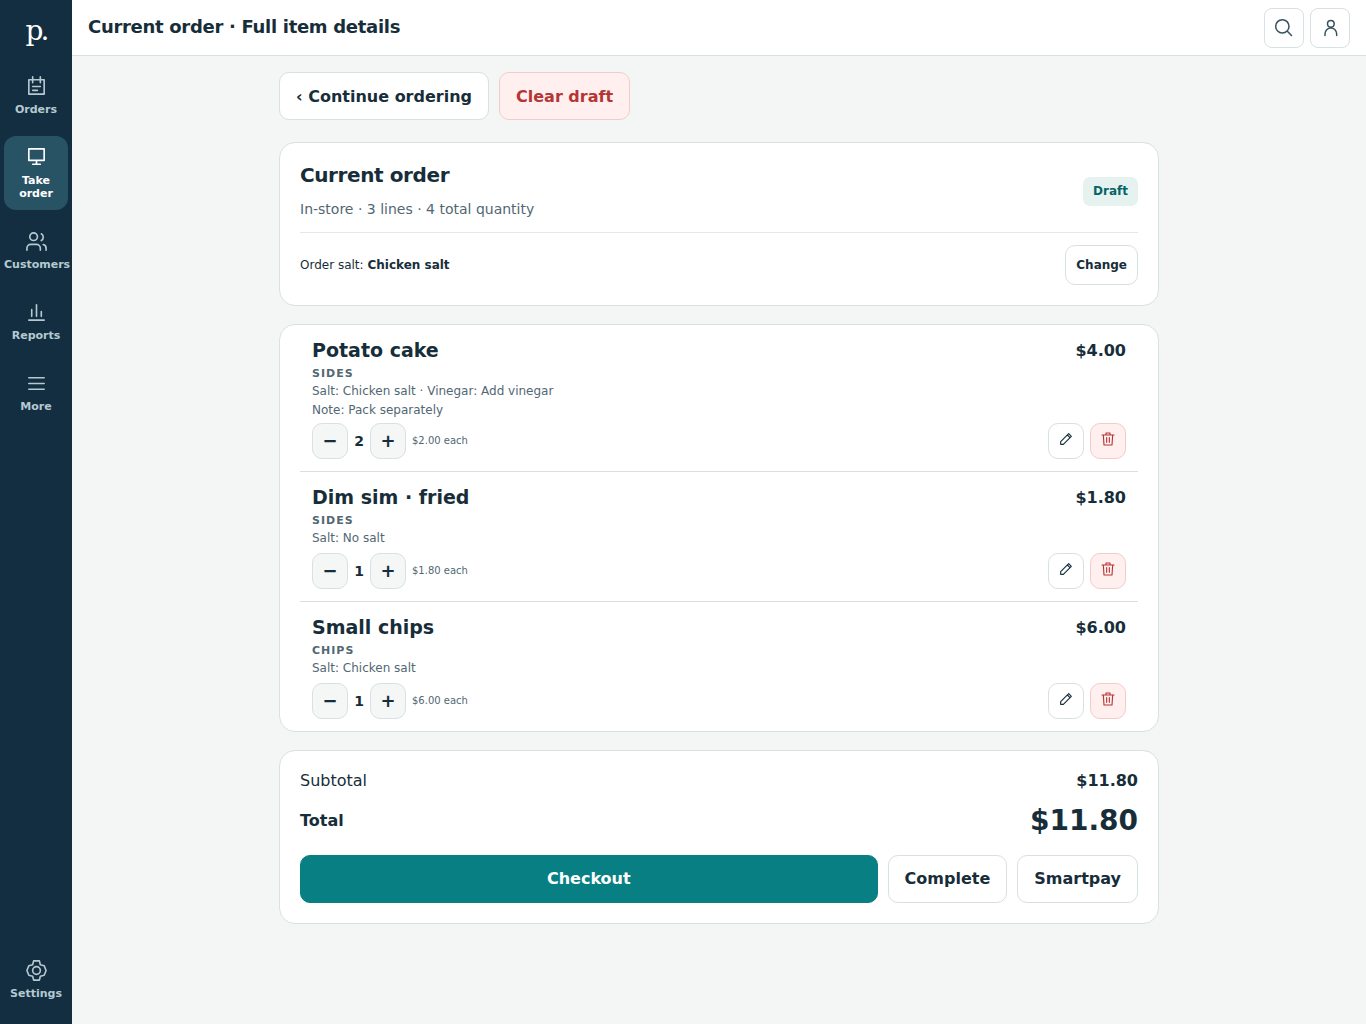 p.
Current order · Full item details
Orders
Take
order
Customers
Reports
More
Settings
‹ Continue ordering
Clear draft
Current order
In-store · 3 lines · 4 total quantity
Draft
Order salt: Chicken salt
Change
Potato cake
$4.00
SIDES
Salt: Chicken salt · Vinegar: Add vinegar
Note: Pack separately
− 2 + $2.00 each
Dim sim · fried
$1.80
SIDES
Salt: No salt
− 1 + $1.80 each
Small chips
$6.00
CHIPS
Salt: Chicken salt
− 1 + $6.00 each
Subtotal
$11.80
Total
$11.80
Checkout
Complete
Smartpay